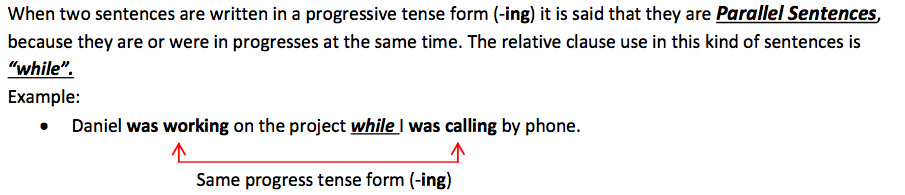 When two sentences are written in a progressive tense form (-ing) it is said that they are Parallel Sentences,
because they are or were in progresses at the same time. The relative clause use in this kind of sentences is
“while”.
Example:
• Daniel was working on the project while I was calling by phone.
Same progress tense form (-ing)